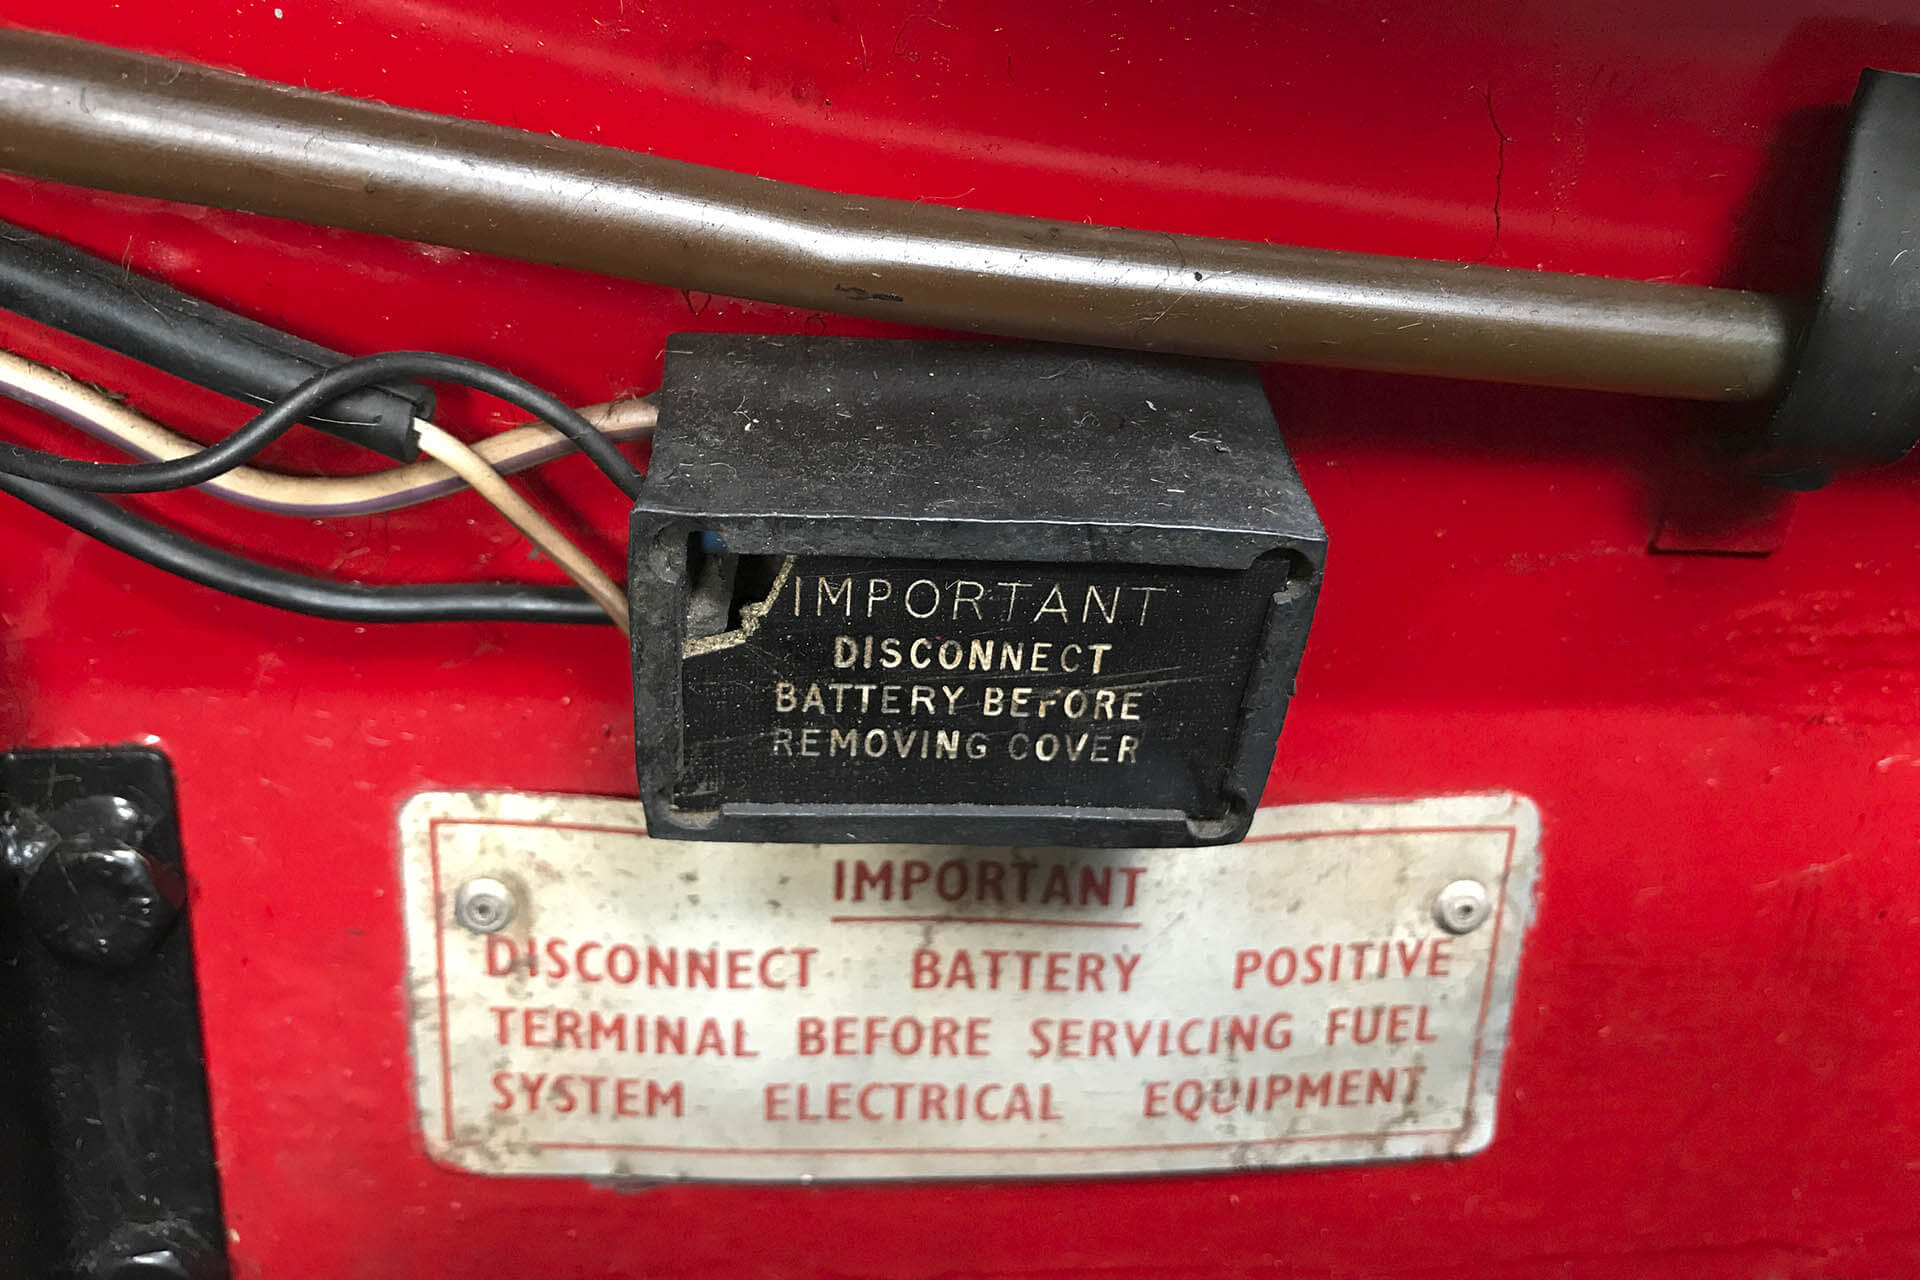 IMPORTANT
DISCONNECT
BATTERY BEFORE
REMOVING COVER
IMPORTANT
DISCONNECT BATTERY POSITIVE
TERMINAL BEFORE SERVICING FUEL
SYSTEM ELECTRICAL EQUIPMENT.